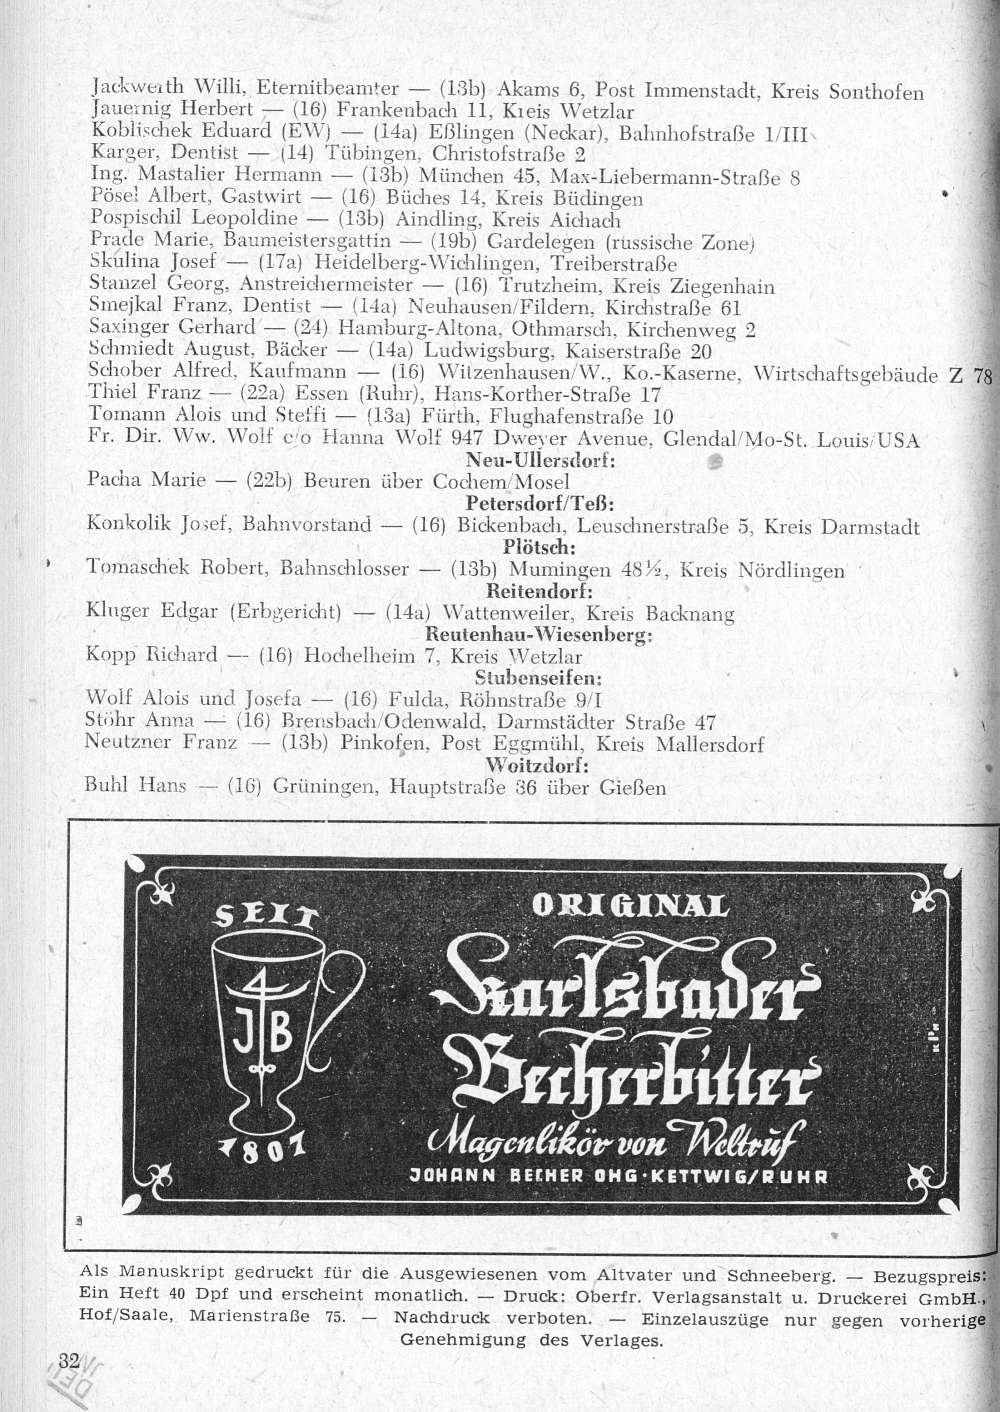 Jackwerth Willi, Eternitbeamter — (13b) Akams 6, Post Immenstadt, Kreis Sonthofen
Jauernig Herbert — (16) Frankenbach 11, Kreis Wetzlar
Koblischek Eduard (EW) — (14a) Eßlingen (Neckar), Bahnhofstraße 1/III
Karger, Dentist — (14) Tübingen, Christofstraße 2
Ing. Mastalier Hermann — (13b) München 45, Max-Liebermann-Straße 8
Pösel Albert, Gastwirt — (16) Büches 14, Kreis Büdingen
Pospischil Leopoldine — (13b) Aindling, Kreis Aichach
Prade Marie, Baumeistersgattin — (19b) Gardelegen (russische Zone)
Skulina Josef — (17a) Heidelberg-Wichlingen, Treiberstraße
Stanzel Georg, Anstreichermeister — (16) Trutzheim, Kreis Ziegenhain
Smejkal Franz, Dentist — (14a) Neuhausen/Fildern, Kirchstraße 61
Saxinger Gerhard — (24) Hamburg-Altona, Othmarsch, Kirchenweg 2
Schmiedt August, Bäcker — (14a) Ludwigsburg, Kaiserstraße 20
Schober Alfred, Kaufmann — (16) Witzenhausen/W., Ko.-Kaserne, Wirtschaftsgebäude Z 78
Thiel Franz — (22a) Essen (Ruhr), Hans-Korther-Straße 17
Tomann Alois und Steffi — (13a) Fürth, Flughafenstraße 10
Fr. Dir. Ww. Wolf c/o Hanna Wolf 947 Dweyer Avenue, Glendal/Mo-St. Louis/USA
Neu-Ullersdorf:
Pacha Marie — (22b) Beuren über Cochem/Mosel
Petersdorf/Teß:
Konkolik Josef, Bahnvorstand — (16) Bickenbach, Leuschnerstraße 5, Kreis Darmstadt
Plötsch:
Tomaschek Robert, Bahnschlosser — (13b) Mumingen 48½, Kreis Nördlingen
Reitendorf:
Kluger Edgar (Erbgericht) — (14a) Wattenweiler, Kreis Backnang
Reutenhau-Wiesenberg:
Kopp Richard — (16) Hochelheim 7, Kreis Wetzlar
Stubenseifen:
Wolf Alois und Josefa — (16) Fulda, Röhnstraße 9/I
Stöhr Anna — (16) Brensbach/Odenwald, Darmstädter Straße 47
Neutzner Franz — (13b) Pinkofen, Post Eggmühl, Kreis Mallersdorf
Woitzdorf:
Buhl Hans — (16) Grüningen, Hauptstraße 36 über Gießen
SEIT
JB
1807
ORIGINAL
Karlsbader
Becherbitter
Magenlikör von Weltruf
JOHANN BECHER OHG·KETTWIG/RUHR
Als Manuskript gedruckt für die Ausgewiesenen vom Altvater und Schneeberg. — Bezugspreis:
Ein Heft 40 Dpf und erscheint monatlich. — Druck: Oberfr. Verlagsanstalt u. Druckerei GmbH.,
Hof/Saale, Marienstraße 75. — Nachdruck verboten. — Einzelauszüge nur gegen vorherige
Genehmigung des Verlages.
32